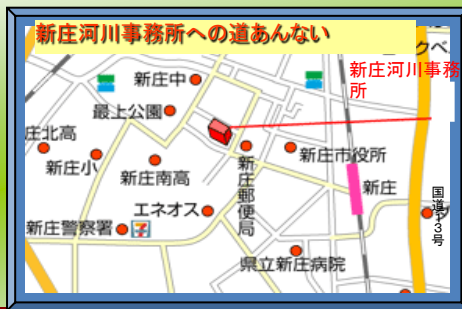 新庄河川事務所への道あんない
クベ
新庄中
新庄河川事務
所
最上公園
庄北高
新庄市役所
新庄小
新庄南高
新庄郵便局
新庄
国道13号
エネオス
新庄警察署
県立新庄病院